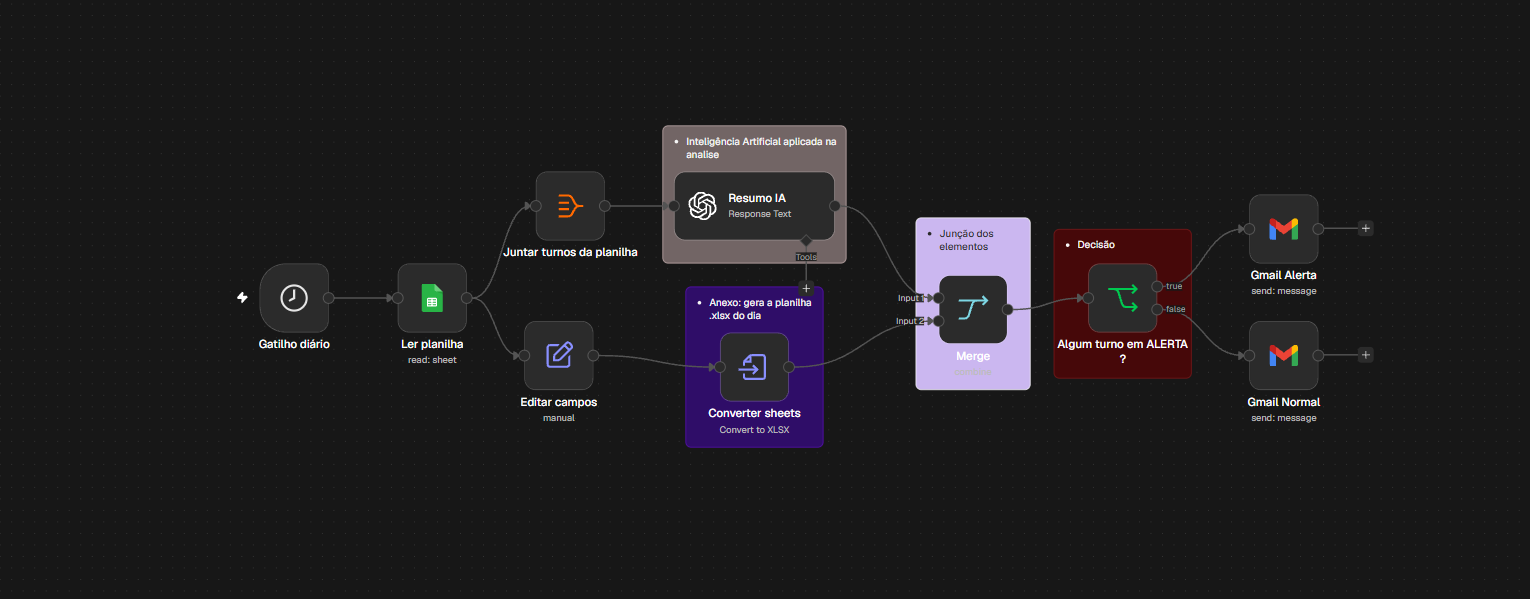 Inteligência Artificial aplicada na
analise
Resumo IA
Response Text
Tools
Juntar turnos da planilha
Gatilho diário
Ler planilha
read: sheet
Editar campos
manual
Anexo: gera a planilha
.xlsx do dia
Converter sheets
Convert to XLSX
Junção dos
elementos
Input 1
Input 2
Merge
Decisão
true
false
Algum turno em ALERTA
?
Gmail Alerta
send: message
Gmail Normal
send: message